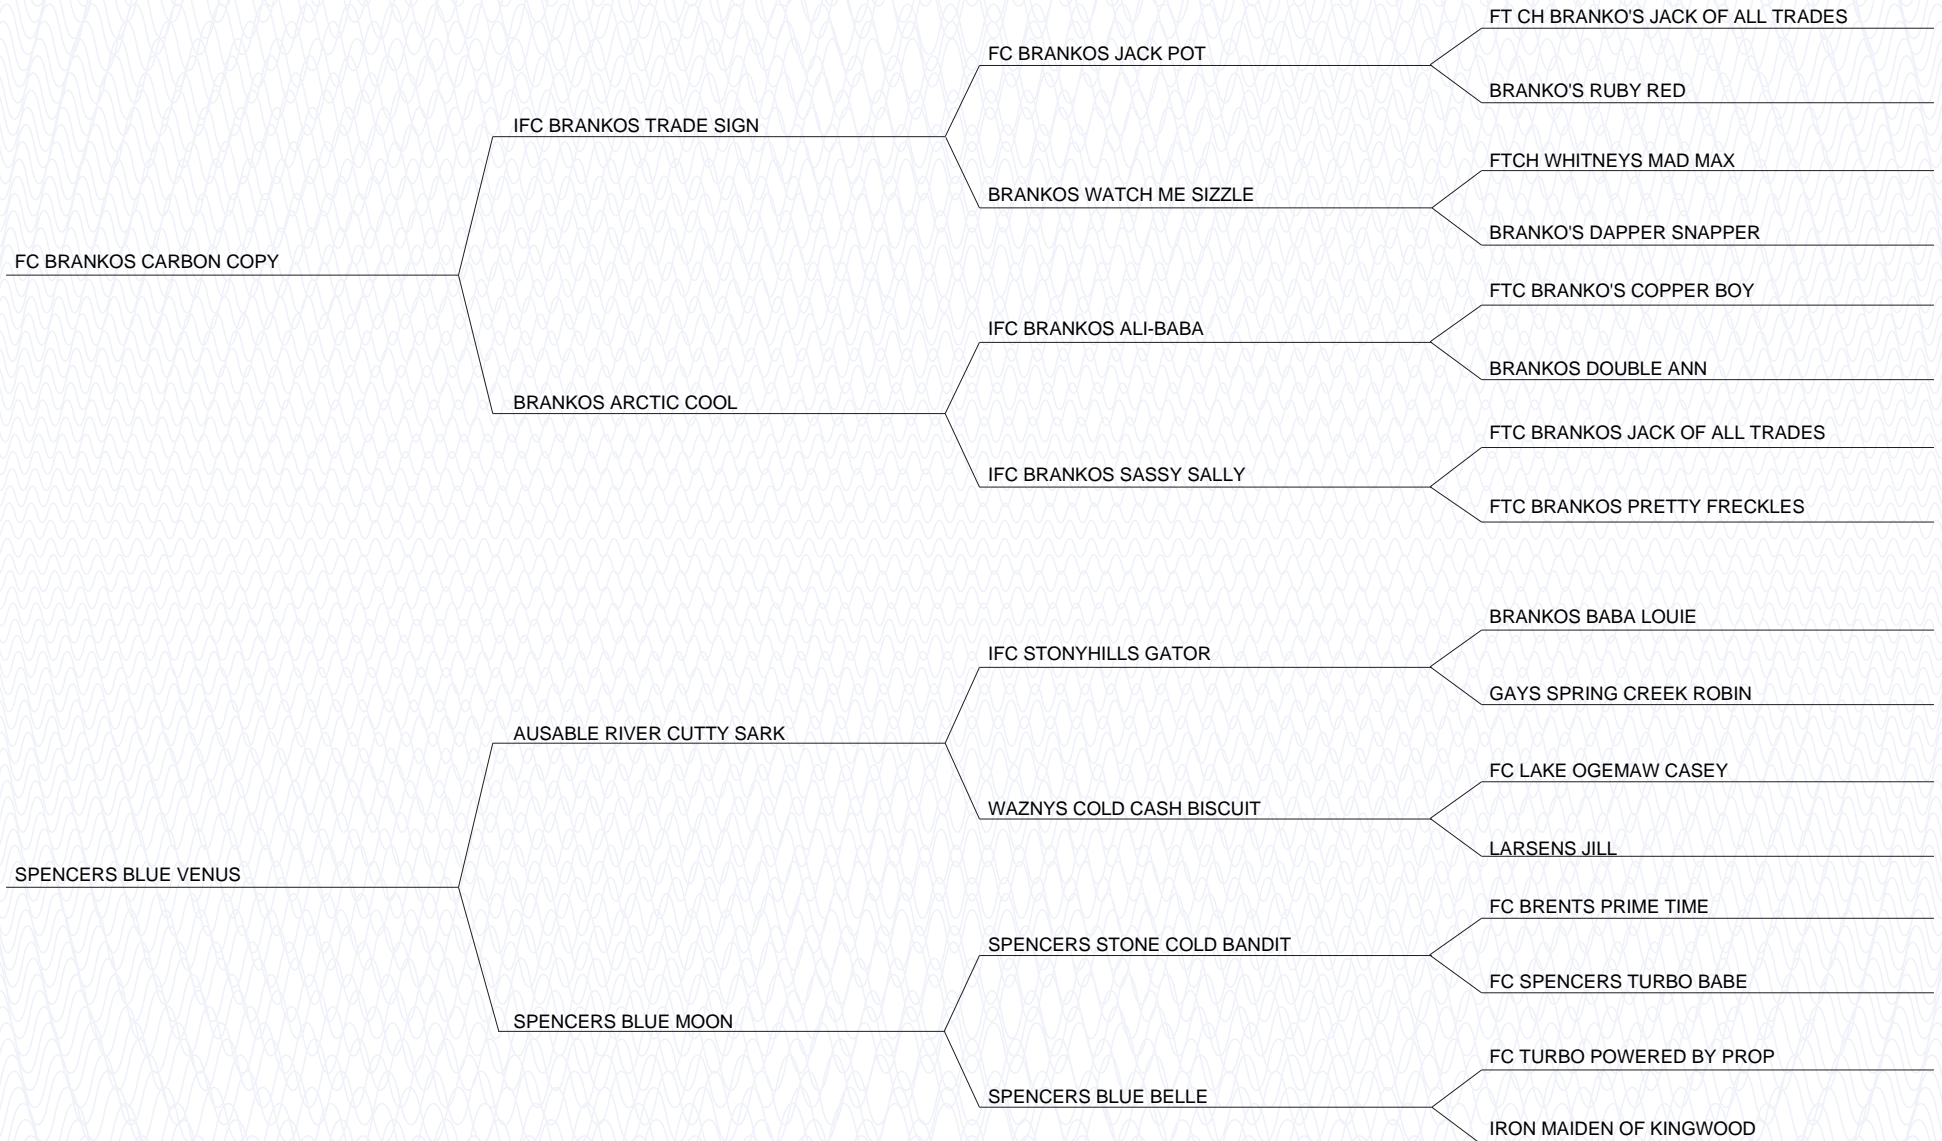 FT CH BRANKO'S JACK OF ALL TRADES
FC BRANKOS JACK POT
BRANKO'S RUBY RED
IFC BRANKOS TRADE SIGN
FTCH WHITNEYS MAD MAX
BRANKOS WATCH ME SIZZLE
BRANKO'S DAPPER SNAPPER
FC BRANKOS CARBON COPY
FTC BRANKO'S COPPER BOY
IFC BRANKOS ALI-BABA
BRANKOS DOUBLE ANN
BRANKOS ARCTIC COOL
FTC BRANKOS JACK OF ALL TRADES
IFC BRANKOS SASSY SALLY
FTC BRANKOS PRETTY FRECKLES
BRANKOS BABA LOUIE
IFC STONYHILLS GATOR
GAYS SPRING CREEK ROBIN
AUSABLE RIVER CUTTY SARK
FC LAKE OGEMAW CASEY
WAZNYS COLD CASH BISCUIT
LARSENS JILL
SPENCERS BLUE VENUS
FC BRENTS PRIME TIME
SPENCERS STONE COLD BANDIT
FC SPENCERS TURBO BABE
SPENCERS BLUE MOON
FC TURBO POWERED BY PROP
SPENCERS BLUE BELLE
IRON MAIDEN OF KINGWOOD